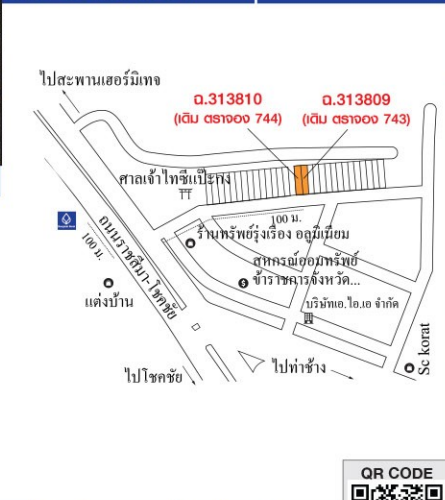 ไปสะพานเฮอร์มิเทจ
ฉ.313810
(เดิม ตราจอง 744)
ฉ.313809
(เดิม ตราจอง 743)
ศาลเจ้าไทซีแป๊ะกง
100 ม.
ร้านทรัพย์รุ่งเรือง อลูมิเนียม
สหกรณ์ออมทรัพย์
ข้าราชการจังหวัด...
บริษัทเอ.ไอ.เอ จำกัด
ถนนราชสีมา-โชคชัย
100 ม.
แต่งบ้าน
ไปโชคชัย
ไปท่าช้าง
Sc korat
QR CODE